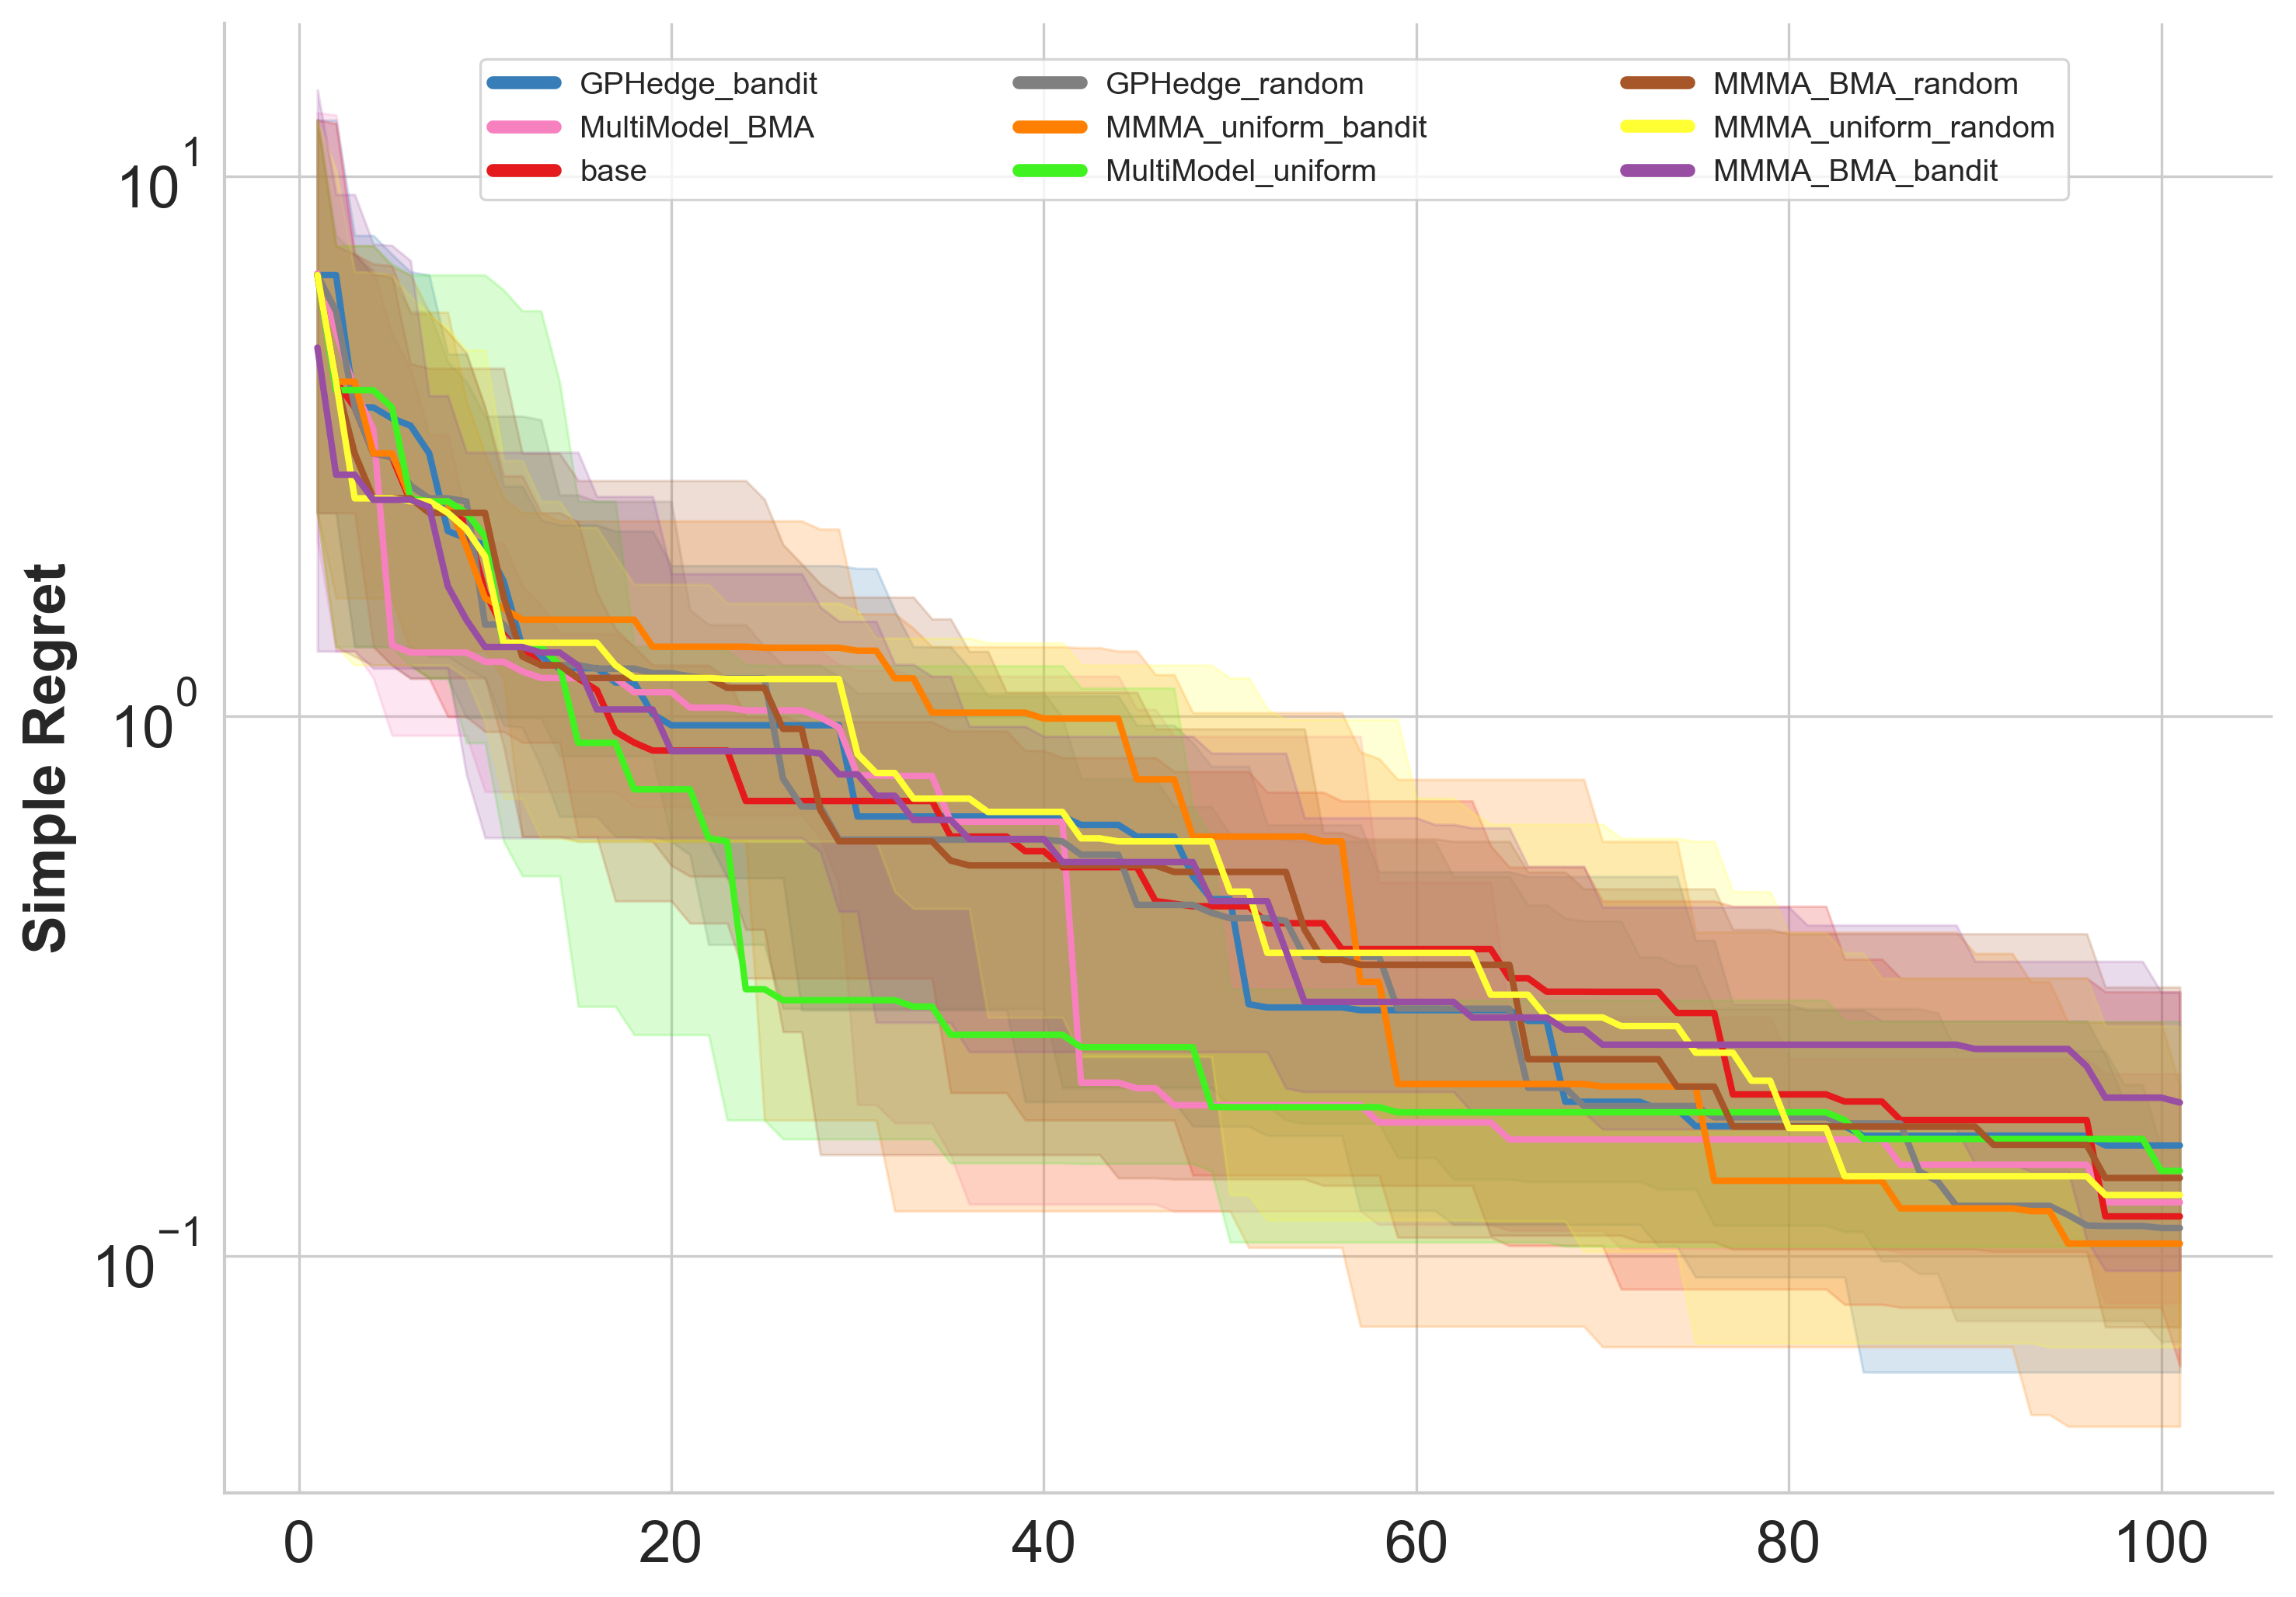 GPHedge_bandit GPHedge_random MMMA_BMA_random
MultiModel_BMA MMMA_uniform_bandit MMMA_uniform_random
base MultiModel_uniform MMMA_BMA_bandit
10^1
10^0
10^−1
Simple Regret
0 20 40 60 80 100